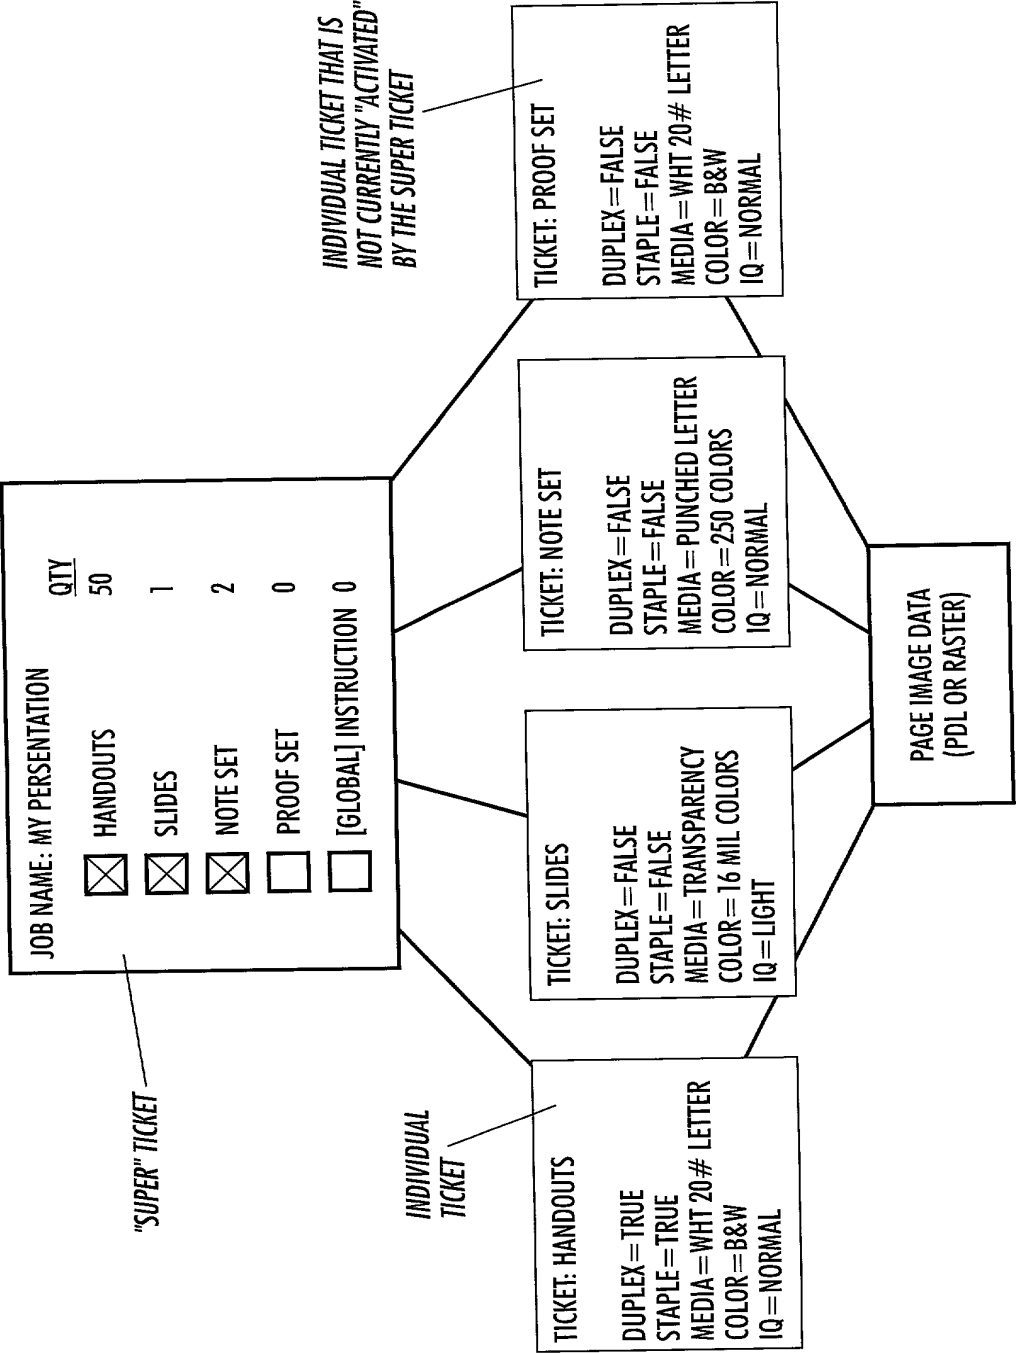 "SUPER" TICKET
JOB NAME: MY PERSENTATION
QTY
HANDOUTS 50
SLIDES 1
NOTE SET 2
PROOF SET 0
[GLOBAL] INSTRUCTION 0
INDIVIDUAL TICKET THAT IS
NOT CURRENTLY "ACTIVATED"
BY THE SUPER TICKET
INDIVIDUAL
TICKET
TICKET: HANDOUTS
DUPLEX=TRUE
STAPLE=TRUE
MEDIA=WHT 20# LETTER
COLOR=B&W
IQ=NORMAL
TICKET: SLIDES
DUPLEX=FALSE
STAPLE=FALSE
MEDIA=TRANSPARENCY
COLOR=16 MIL COLORS
IQ=LIGHT
TICKET: NOTE SET
DUPLEX=FALSE
STAPLE=FALSE
MEDIA=PUNCHED LETTER
COLOR=250 COLORS
IQ=NORMAL
TICKET: PROOF SET
DUPLEX=FALSE
STAPLE=FALSE
MEDIA=WHT 20# LETTER
COLOR=B&W
IQ=NORMAL
PAGE IMAGE DATA
(PDL OR RASTER)